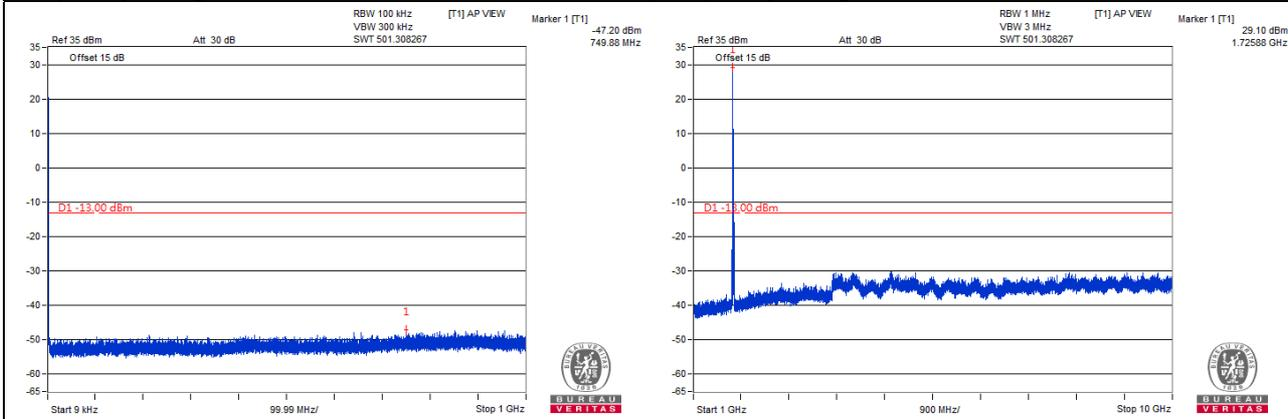 RBW 100 kHz [T1] AP VIEW Marker 1 [T1]
VBW 300 kHz -47.20 dBm
Ref 35 dBm Att 30 dB SWT 501.308267 749.88 MHz
35
Offset 15 dB
30
20
10
0
-10
D1 -13.00 dBm
-20
-30
-40
1
-50
-60
-65
Start 9 kHz 99.99 MHz/ Stop 1 GHz
BUREAU VERITAS
1828
BUREAU
VERITAS
RBW 1 MHz [T1] AP VIEW Marker 1 [T1]
VBW 3 MHz 29.10 dBm
Ref 35 dBm Att 30 dB SWT 501.308267 1.72588 GHz
35
Offset 15 dB
30
20
10
0
-10
D1 -13.00 dBm
-20
-30
-40
-50
-60
-65
Start 1 GHz 900 MHz/ Stop 10 GHz
BUREAU VERITAS
1828
BUREAU
VERITAS